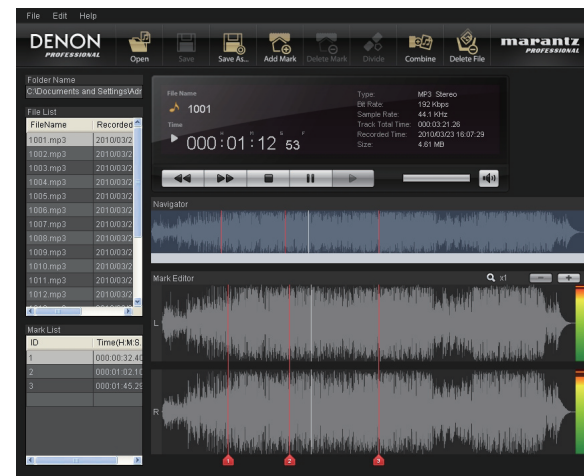 File Edit Help
DENON PROFESSIONAL
Open Save Save As... Add Mark Delete Mark Divide Combine Delete File
marantz PROFESSIONAL
Folder Name
C:\Documents and Settings\Adr
File List
FileName Recorded
1001.mp3 2010/03/2
1002.mp3 2010/03/2
1003.mp3 2010/03/2
1004.mp3 2010/03/2
1005.mp3 2010/03/2
1006.mp3 2010/03/2
1007.mp3 2010/03/2
1008.mp3 2010/03/2
1009.mp3 2010/03/2
1010.mp3 2010/03/2
1011.mp3 2010/03/2
1012.mp3 2010/03/2
Mark List
ID Time(H:M:S.
1 000:00:32.40
2 000:01:02.10
3 000:01:45.29
File Name
1001
Time
H M S F
000:01:12 53
Type: MP3 Stereo
Bit Rate: 192 Kbps
Sample Rate: 44.1 KHz
Track Total Time: 000:03:21.26
Recorded Time: 2010/03/23 16:07:29
Size: 4.61 MB
Navigator
Mark Editor x1
L
R
1 2 3